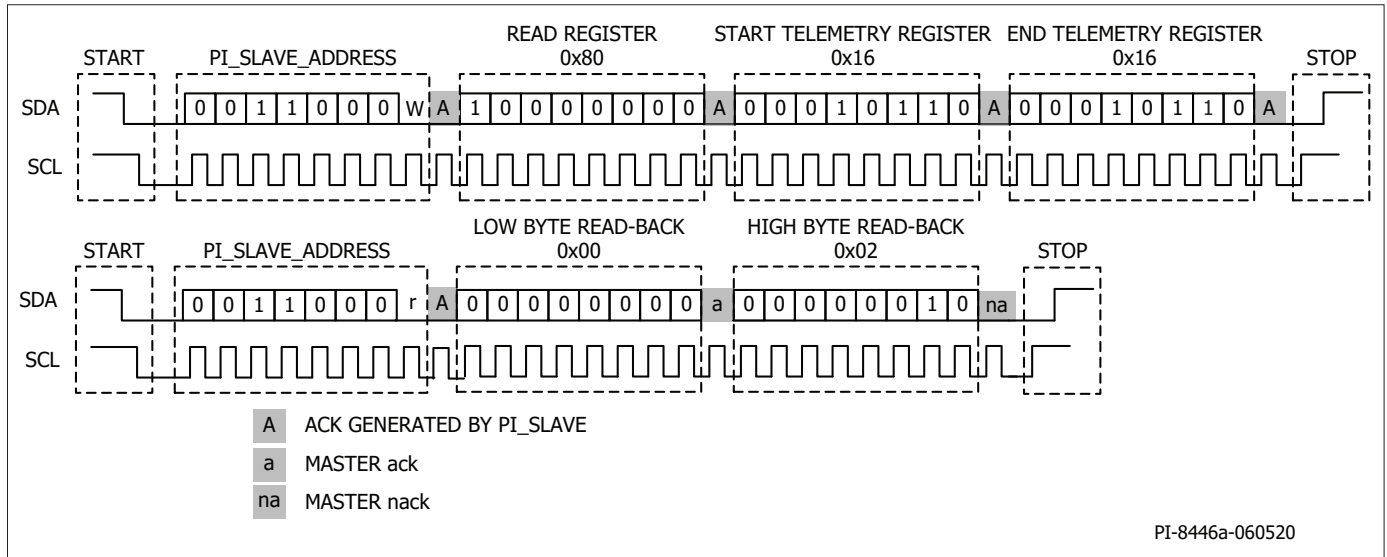 READ REGISTER START TELEMETRY REGISTER END TELEMETRY REGISTER
START PI_SLAVE_ADDRESS 0x80 0x16 0x16 STOP
SDA 0 0 1 1 0 0 0 W A 1 0 0 0 0 0 0 0 A 0 0 0 1 0 1 1 0 A 0 0 0 1 0 1 1 0 A
SCL
LOW BYTE READ-BACK HIGH BYTE READ-BACK
START PI_SLAVE_ADDRESS 0x00 0x02 STOP
SDA 0 0 1 1 0 0 0 r A 0 0 0 0 0 0 0 0 a 0 0 0 0 0 0 1 0 na
SCL
A ACK GENERATED BY PI_SLAVE
a MASTER ack
na MASTER nack
PI-8446a-060520